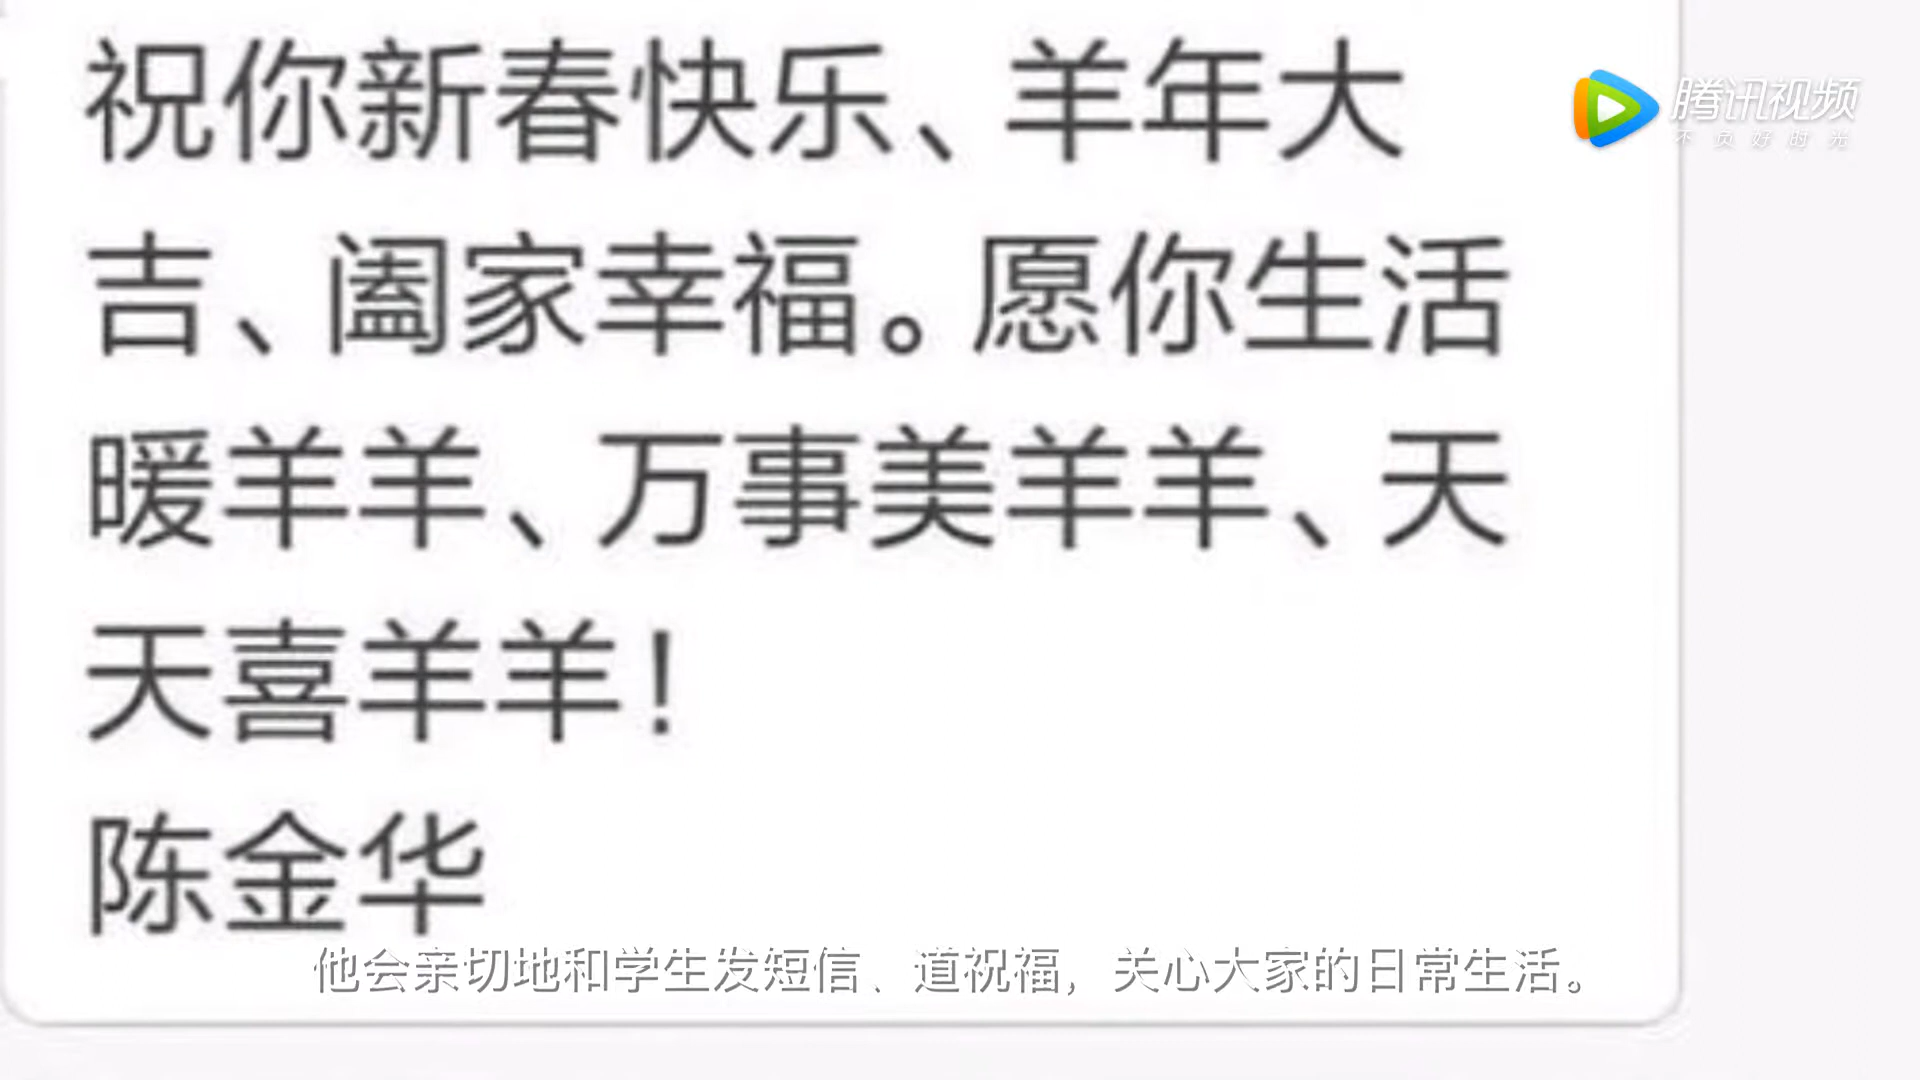 祝你新春快乐、羊年大
吉、阖家幸福。愿你生活
暖羊羊、万事美羊羊、天
天喜羊羊！
陈金华
腾讯视频
不负好时光
他会亲切地和学生发短信、道祝福，关心大家的日常生活。